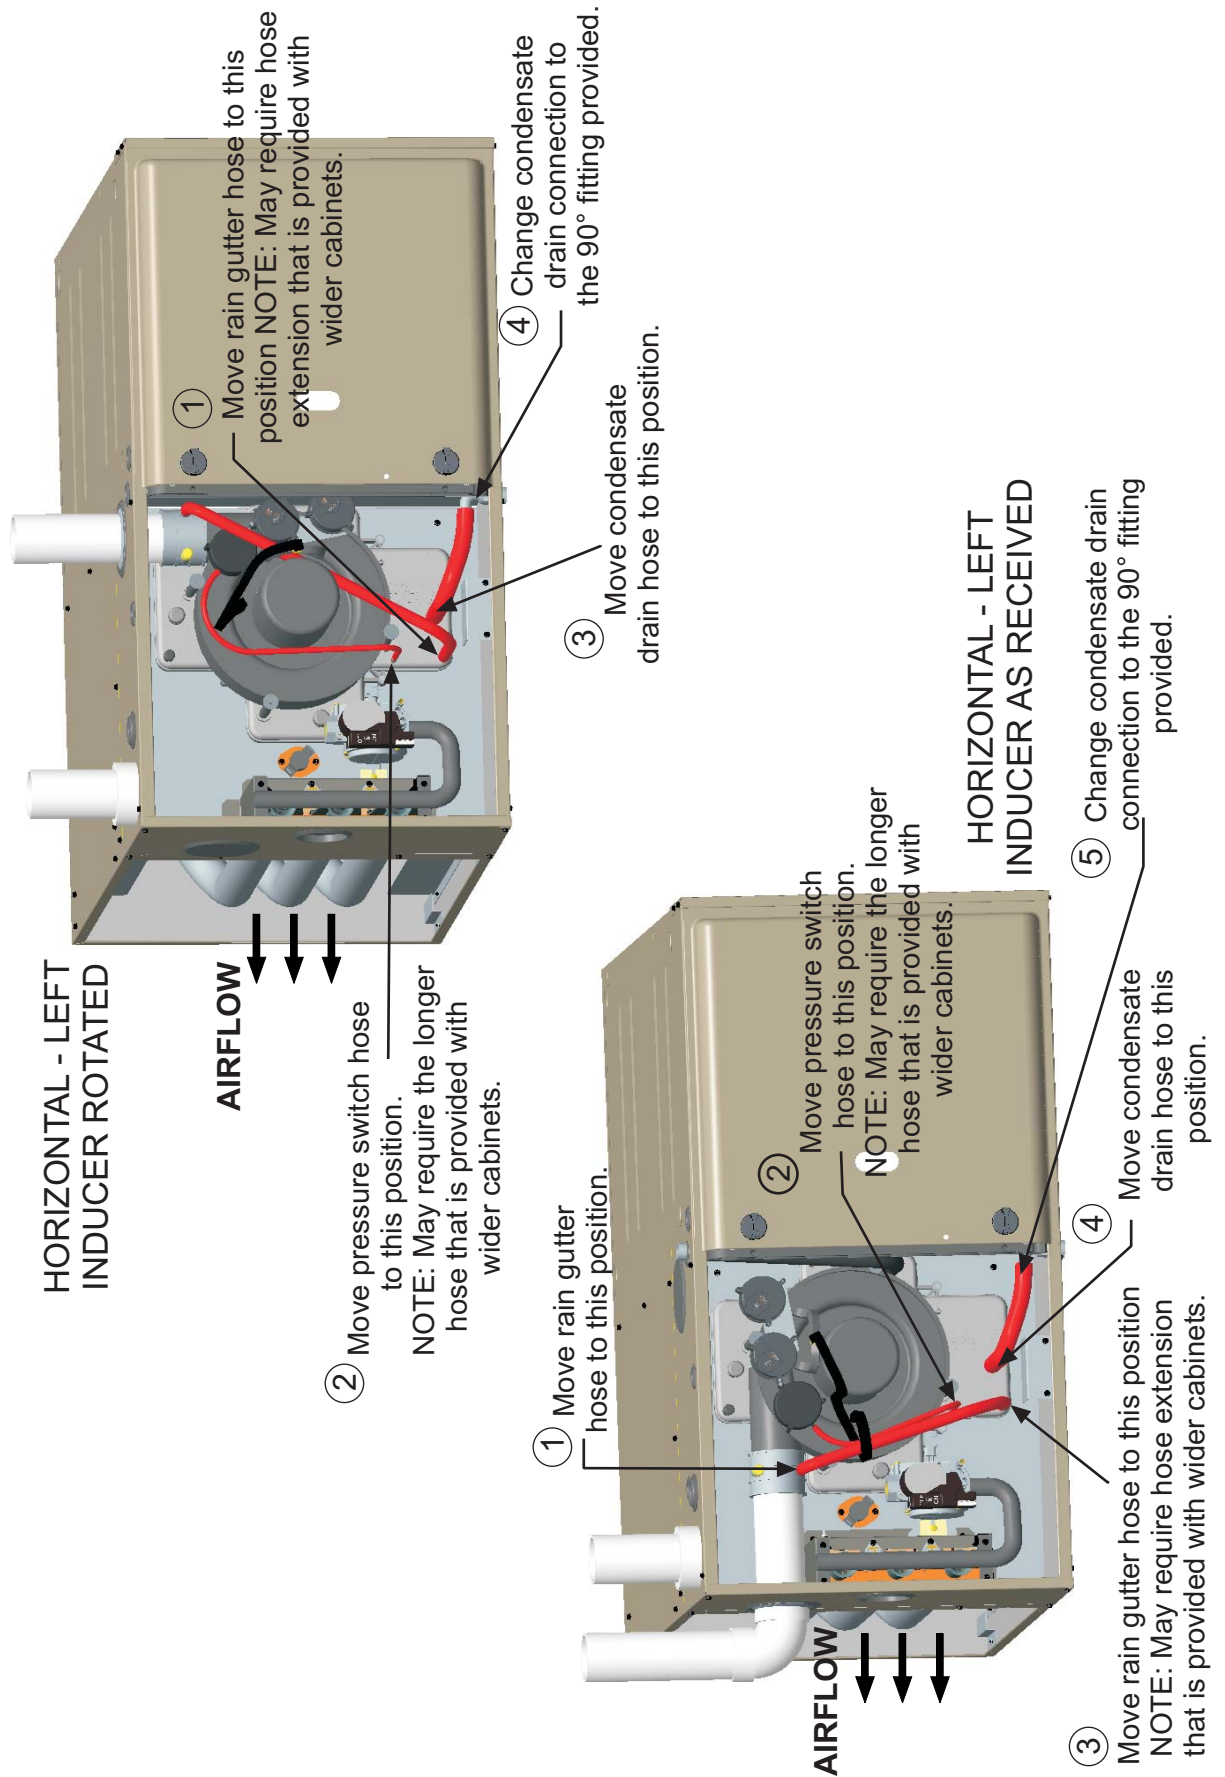 HORIZONTAL - LEFT
INDUCER ROTATED
AIRFLOW
1
Move rain gutter hose to this
position NOTE: May require hose
extension that is provided with
wider cabinets.
2
Move pressure switch hose
to this position.
NOTE: May require the longer
hose that is provided with
wider cabinets.
3
Move condensate
drain hose to this position.
4
Change condensate
drain connection to
the 90° fitting provided.
HORIZONTAL - LEFT
INDUCER AS RECEIVED
AIRFLOW
1
Move rain gutter
hose to this position.
2
Move pressure switch
hose to this position.
NOTE: May require the longer
hose that is provided with
wider cabinets.
3
Move rain gutter hose to this position
NOTE: May require hose extension
that is provided with wider cabinets.
4
Move condensate
drain hose to this
position.
5
Change condensate drain
connection to the 90° fitting
provided.